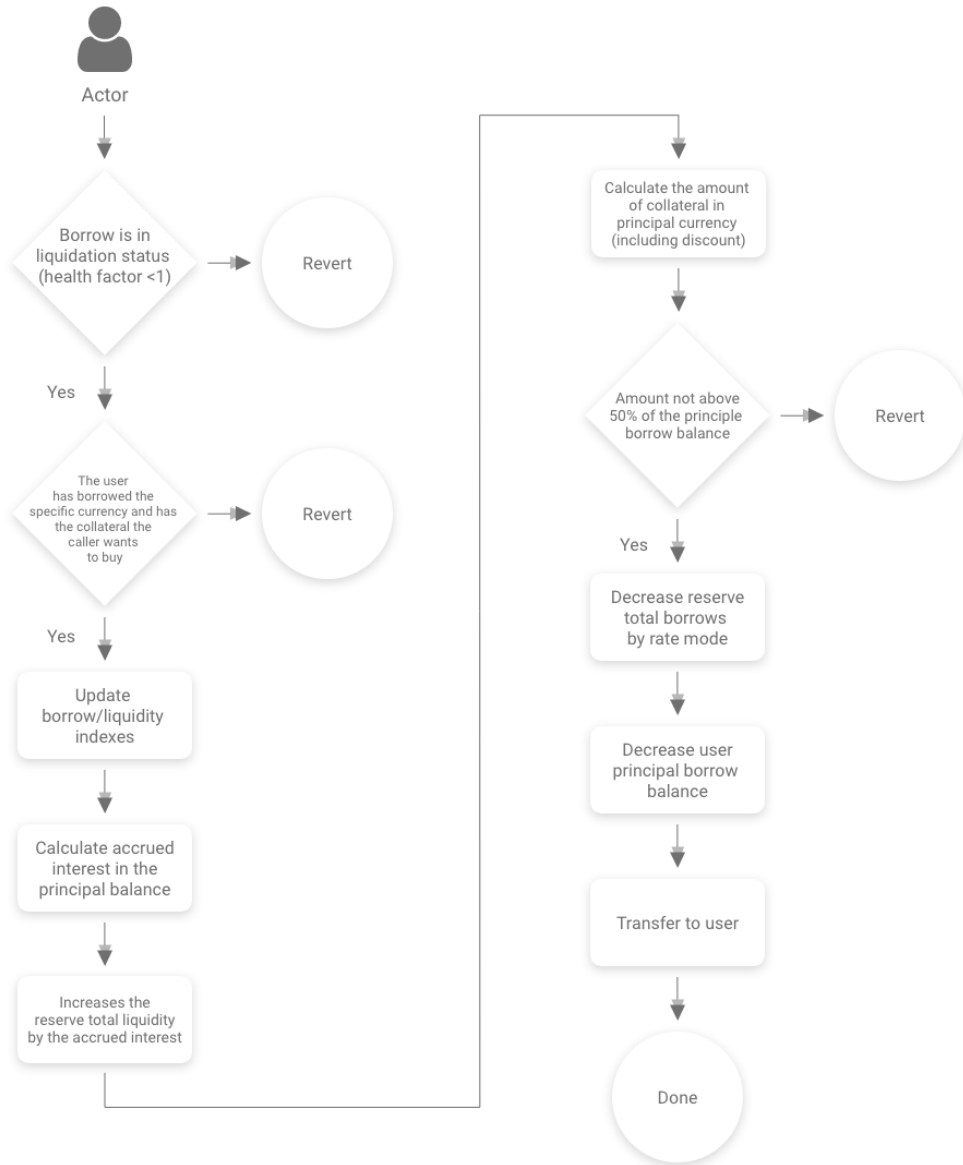 Actor
Borrow is in
liquidation status
(health factor <1)
Revert
Yes
The user
has borrowed the
specific currency and has
the collateral the
caller wants
to buy
Revert
Yes
Update
borrow/liquidity
indexes
Calculate accrued
interest in the
principal balance
Increases the
reserve total liquidity
by the accrued interest
Calculate the amount
of collateral in
principal currency
(including discount)
Amount not above
50% of the principle
borrow balance
Revert
Yes
Decrease reserve
total borrows
by rate mode
Decrease user
principal borrow
balance
Transfer to user
Done